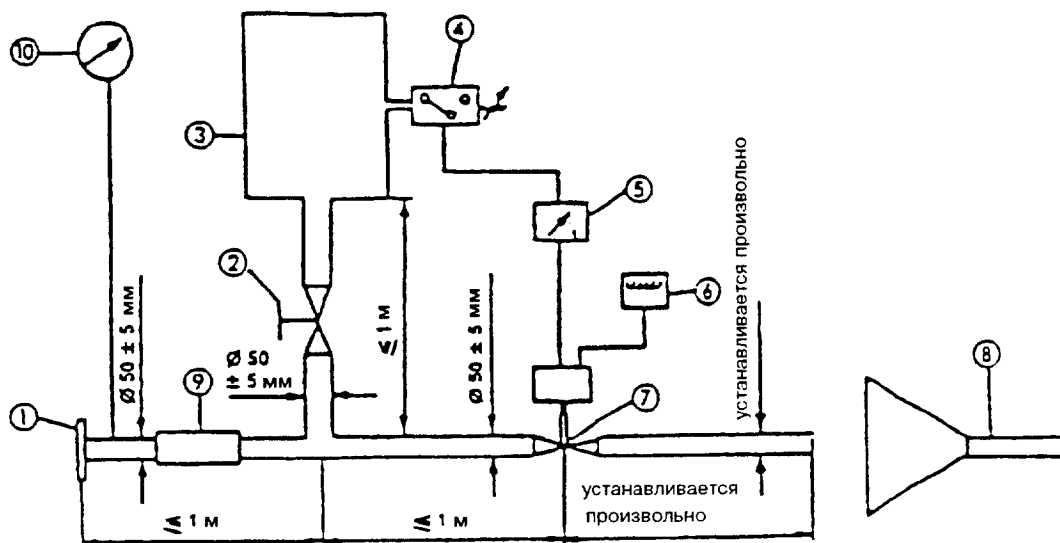 10
4
3
5
2
6
устанавливается произвольно
Ø 50 ± 5 мм
Ø 50
± 5 мм
≤ 1 м
Ø 50 ± 5 мм
1
9
7
8
≤ 1 м
≤ 1 м
устанавливается
произвольно